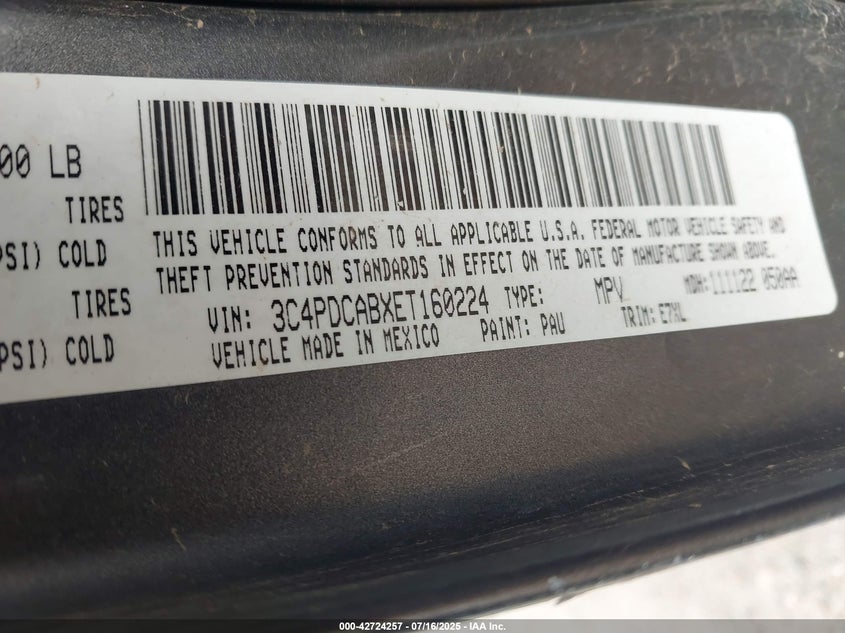 00 LB
TIRES
PSI) COLD
TIRES
PSI) COLD
THIS VEHICLE CONFORMS TO ALL APPLICABLE U.S.A. FEDERAL MOTOR VEHICLE SAFETY AND
THEFT PREVENTION STANDARDS IN EFFECT ON THE DATE OF MANUFACTURE SHOWN ABOVE.
VIN: 3C4PDCABXET160224 TYPE: MPV MDH: 111122 050AA
VEHICLE MADE IN MEXICO PAINT: PAU TRIM: E7XL
000-42724257 - 07/16/2025 - IAA Inc.